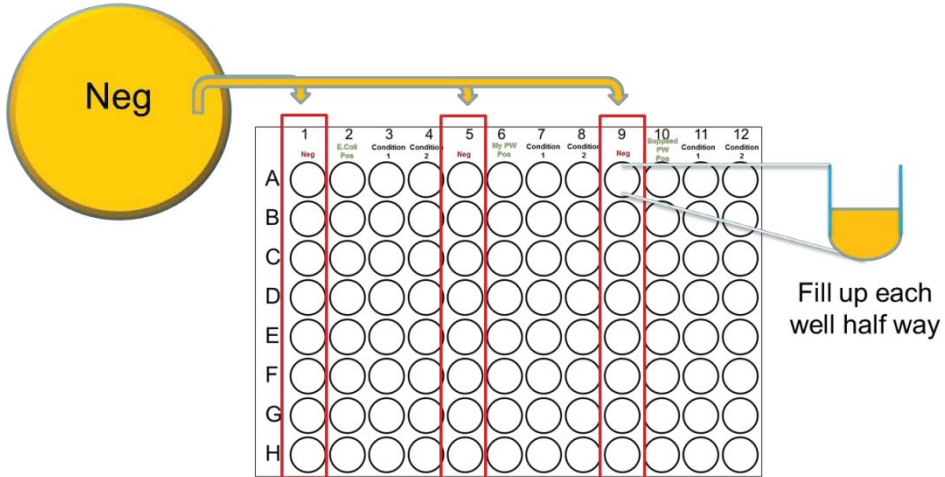 Neg
1 2 3 4 5 6 7 8 9 10 11 12
Neg
E.Coli
Pos
Condition
1
Condition
2
Neg
My PW
Pos
Condition
1
Condition
2
Neg
Supped
PW
Pos
Condition
1
Condition
2
A
B
C
D
E
F
G
H
Fill up each
well half way